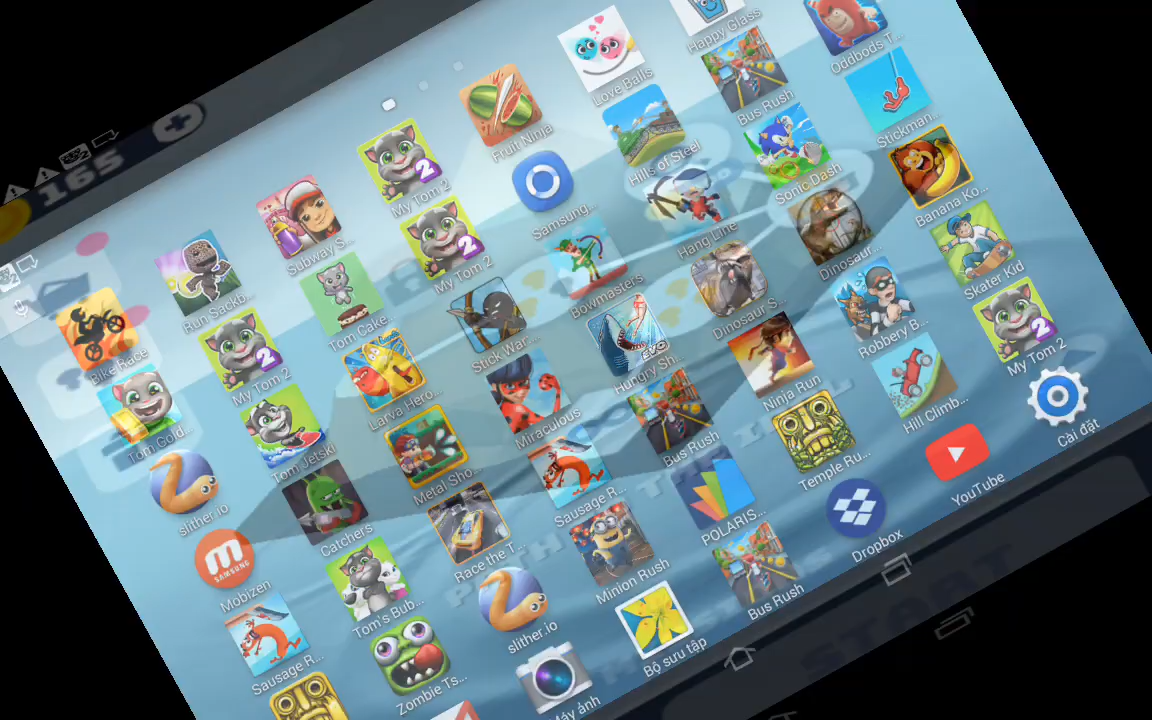 165
Bike Race
Run Sackb...
Subway S...
My Tom 2
Fruit Ninja
Love Balls
Happy Glass
Oddbods T...
Tom Gold...
My Tom 2
Tom Cake...
My Tom 2
Samsung...
Hills of Steel
Bus Rush
Stickman...
slither.io
Tom Jetski
Larva Hero...
Stick War...
Bowmasters
Hang Line
Sonic Dash
Banana Ko...
Mobizen
SAMSUNG
Catchers
Metal Sho...
Miraculous
Hungry Sh...
EVO
Dinosaur S...
Dinosaur...
Skater Kid
Sausage R...
Tom's Bub...
Race the T...
Sausage R...
Bus Rush
Ninja Run
Robbery B...
My Tom 2
Zombie Ts...
slither.io
Minion Rush
POLARIS...
Temple Ru...
Hill Climb...
Cài đặt
Máy ảnh
Bộ sưu tập
Bus Rush
Dropbox
YouTube